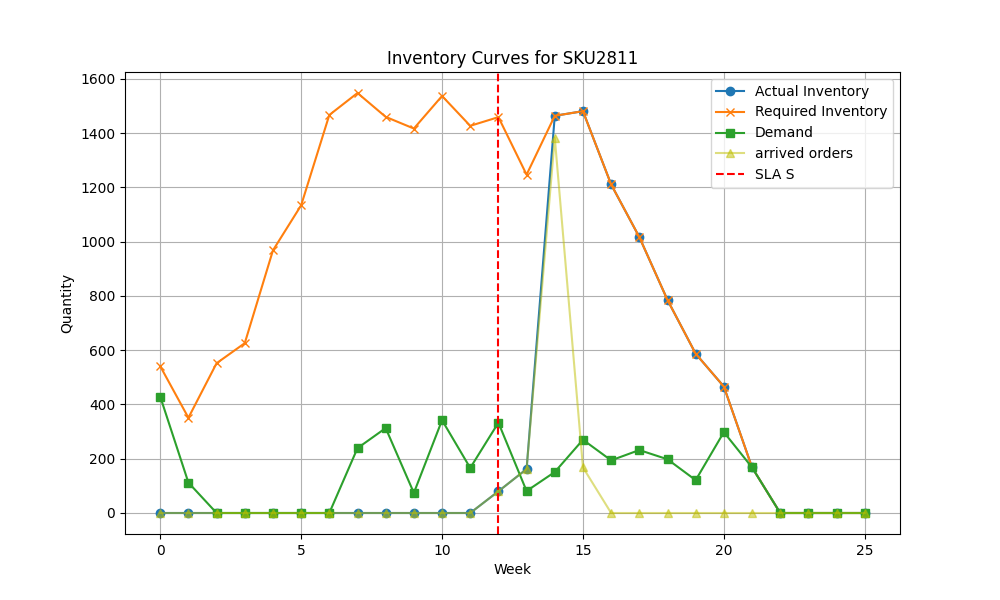 Inventory Curves for SKU2811
Actual Inventory
Required Inventory
Demand
arrived orders
SLA S
Quantity
1600
1400
1200
1000
800
600
400
200
0
0 5 10 15 20 25
Week